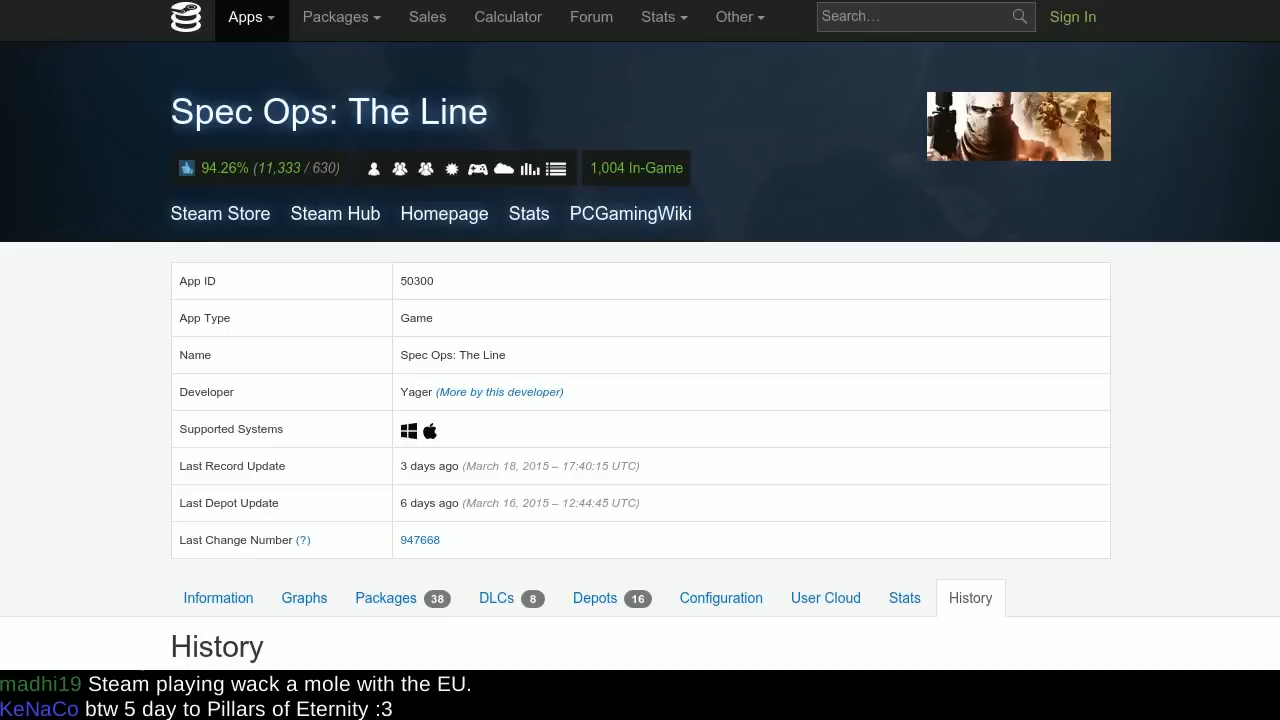 Apps Packages Sales Calculator Forum Stats Other Search... Sign In
Spec Ops: The Line
94.26% (11,333 / 630) 1,004 In-Game
Steam Store Steam Hub Homepage Stats PCGamingWiki
App ID 50300
App Type Game
Name Spec Ops: The Line
Developer Yager (More by this developer)
Supported Systems
Last Record Update 3 days ago (March 18, 2015 – 17:40:15 UTC)
Last Depot Update 6 days ago (March 16, 2015 – 12:44:45 UTC)
Last Change Number (?) 947668
Information Graphs Packages 38 DLCs 8 Depots 16 Configuration User Cloud Stats History
History
madhi19 Steam playing wack a mole with the EU.
KeNaCo btw 5 day to Pillars of Eternity :3